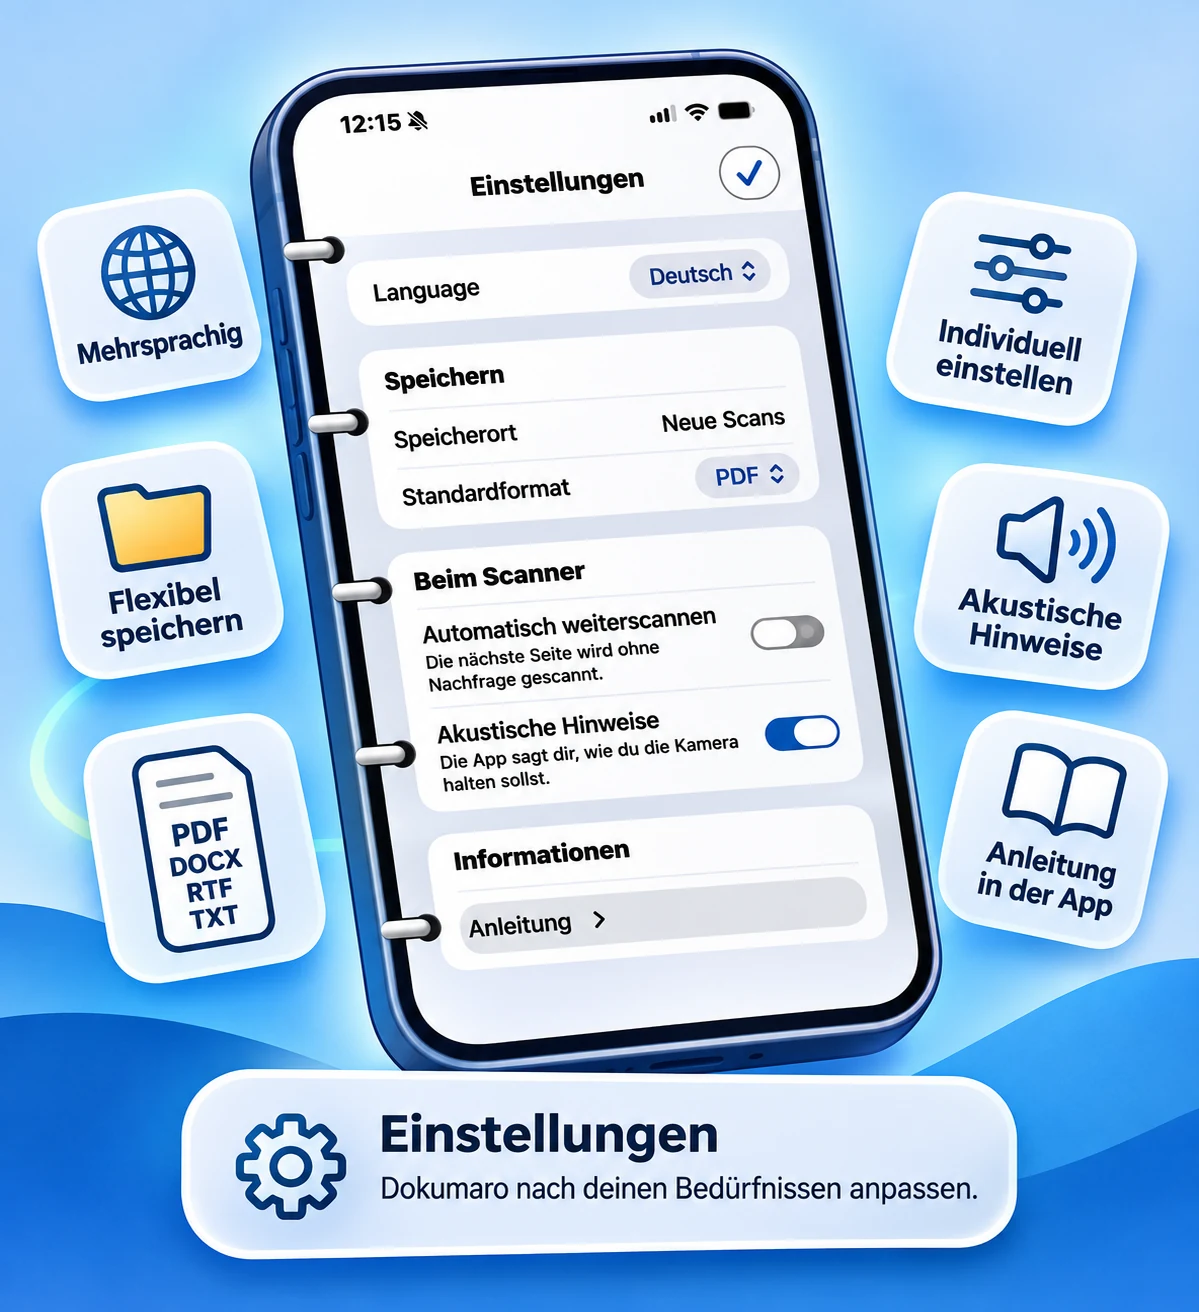 12:15
Einstellungen
Language
Deutsch
Speichern
Speicherort
Neue Scans
Standardformat
PDF
Beim Scanner
Automatisch weiterscannen
Die nächste Seite wird ohne
Nachfrage gescannt.
Akustische Hinweise
Die App sagt dir, wie du die Kamera
halten sollst.
Informationen
Anleitung
Mehrsprachig
Flexibel
speichern
PDF
DOCX
RTF
TXT
Individuell
einstellen
Akustische
Hinweise
Anleitung
in der App
Einstellungen
Dokumaro nach deinen Bedürfnissen anpassen.